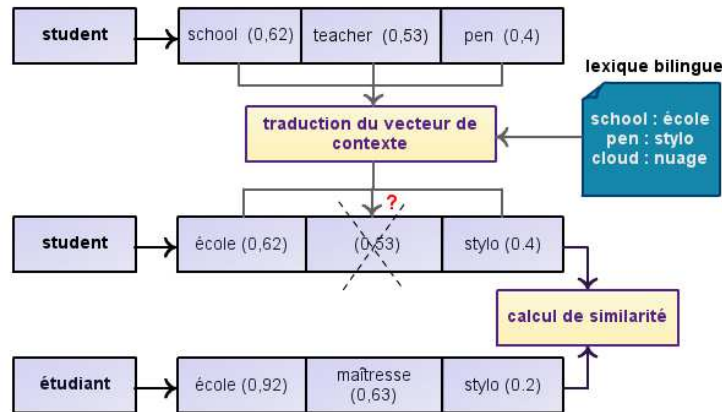 student
school (0,62)
teacher (0,53)
pen (0,4)
lexique bilingue
school : école
pen : stylo
cloud : nuage
traduction du vecteur de
contexte
?
student
école (0,62)
(0,53)
stylo (0.4)
calcul de similarité
étudiant
école (0,92)
maîtresse
(0,63)
stylo (0.2)